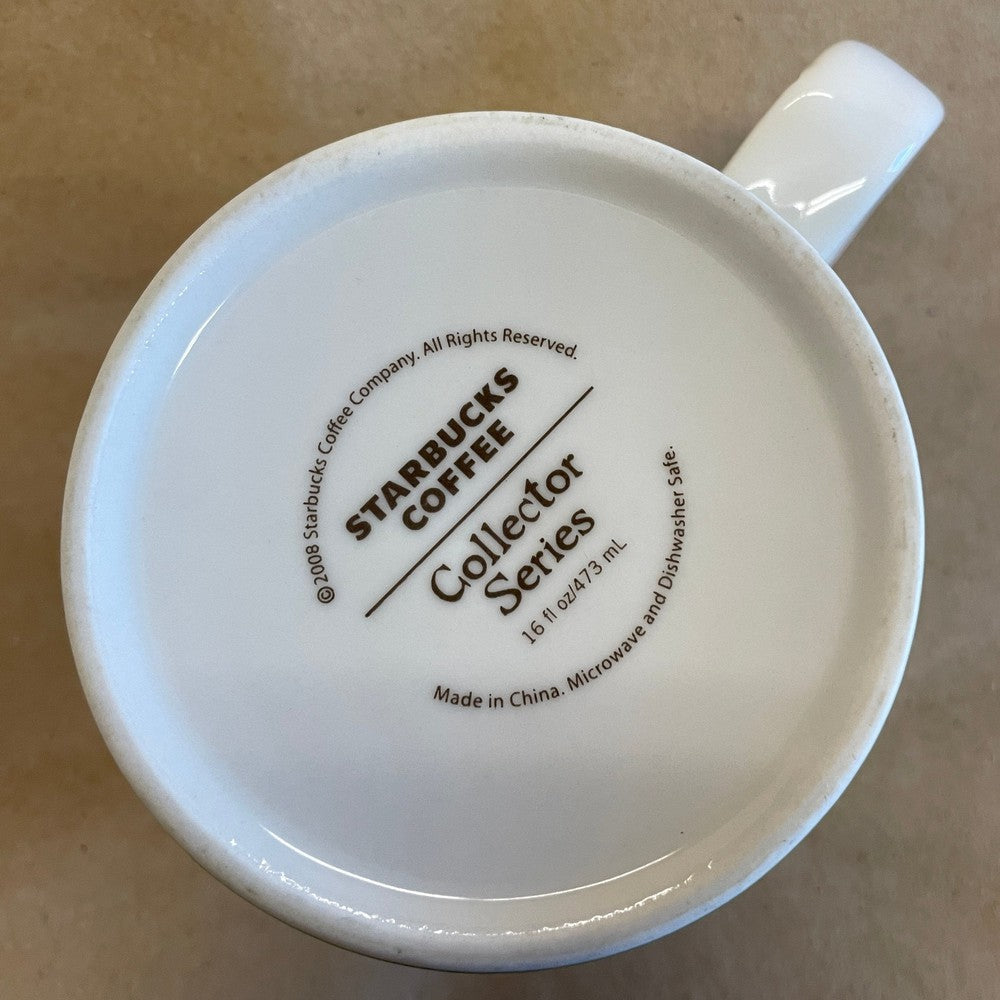 ©2008 Starbucks Coffee Company. All Rights Reserved.
STARBUCKS
COFFEE
Collector
Series
16 fl oz/473 mL
Made in China. Microwave and Dishwasher Safe.